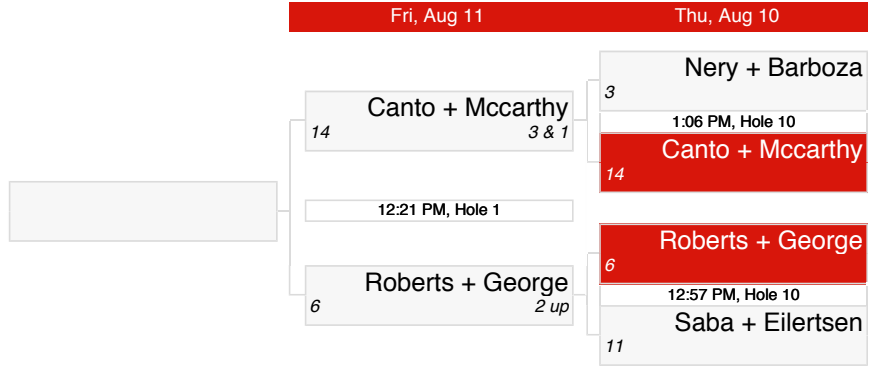 Fri, Aug 11
Thu, Aug 10
Nery + Barboza
3
1:06 PM, Hole 10
Canto + Mccarthy
14
Canto + Mccarthy
14
3 & 1
12:21 PM, Hole 1
Roberts + George
6
12:57 PM, Hole 10
Roberts + George
6
2 up
Saba + Eilertsen
11